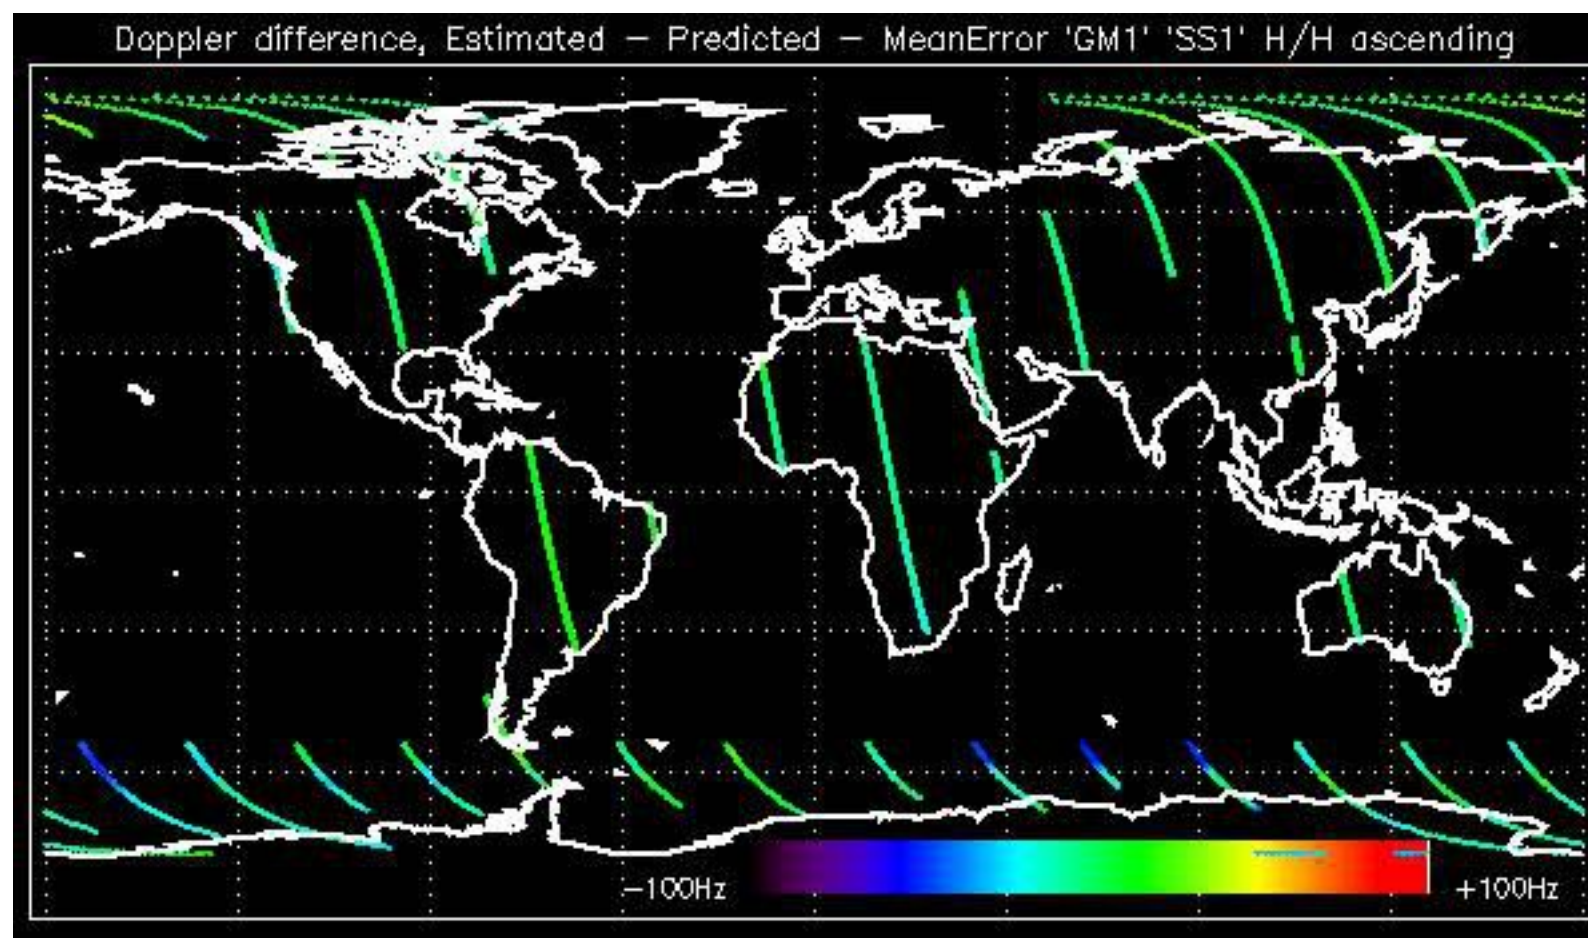 Doppler difference, Estimated − Predicted − MeanError 'GM1' 'SS1' H/H ascending
−100Hz +100Hz